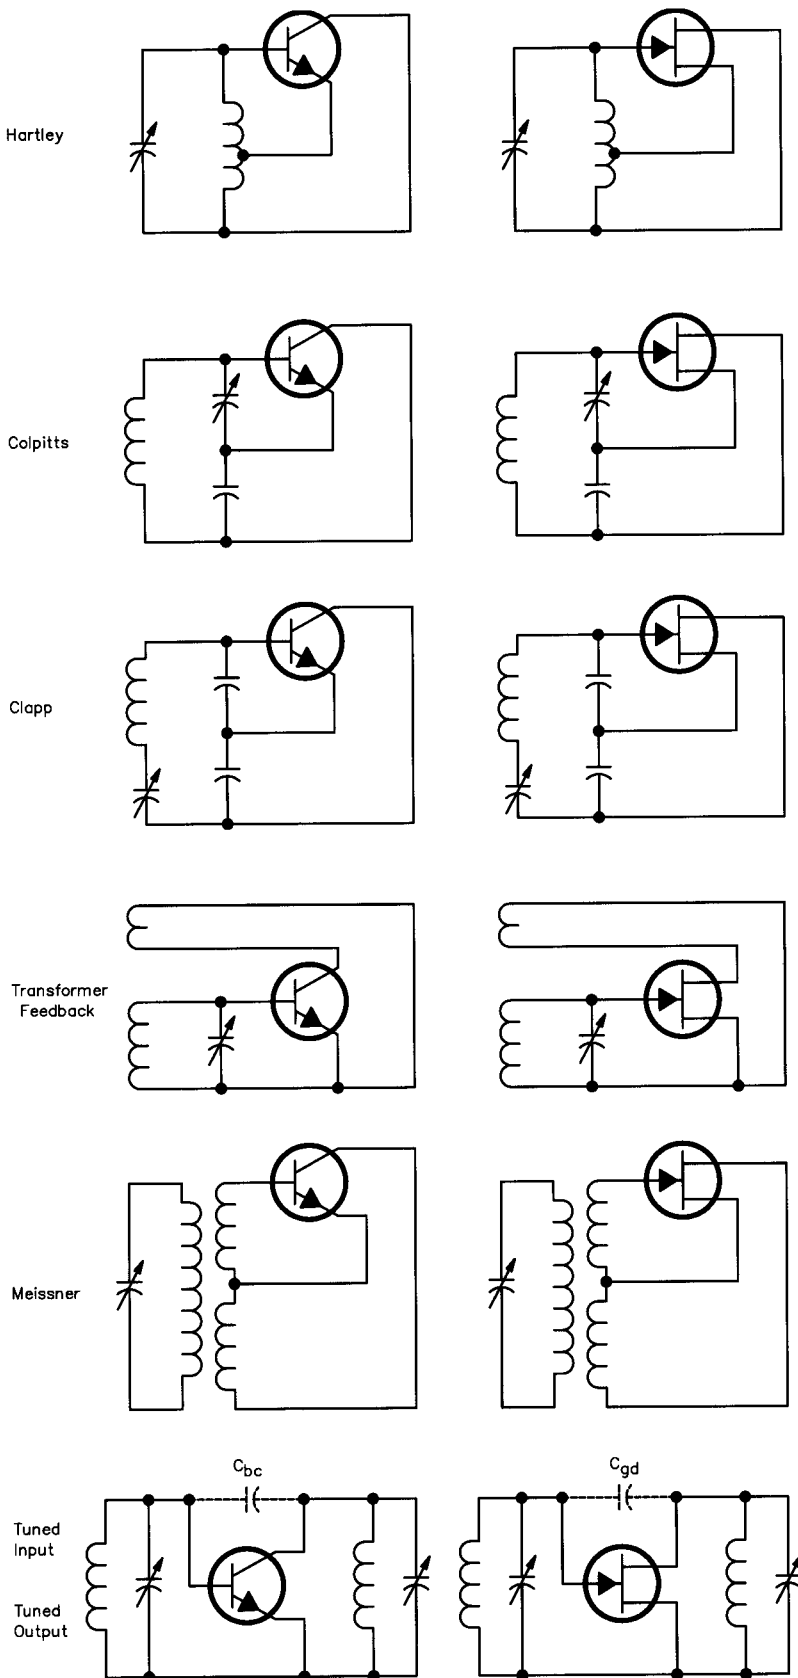 Hartley
Colpitts
Clapp
Transformer
Feedback
Meissner
Cbc
Cgd
Tuned
Input
Tuned
Output